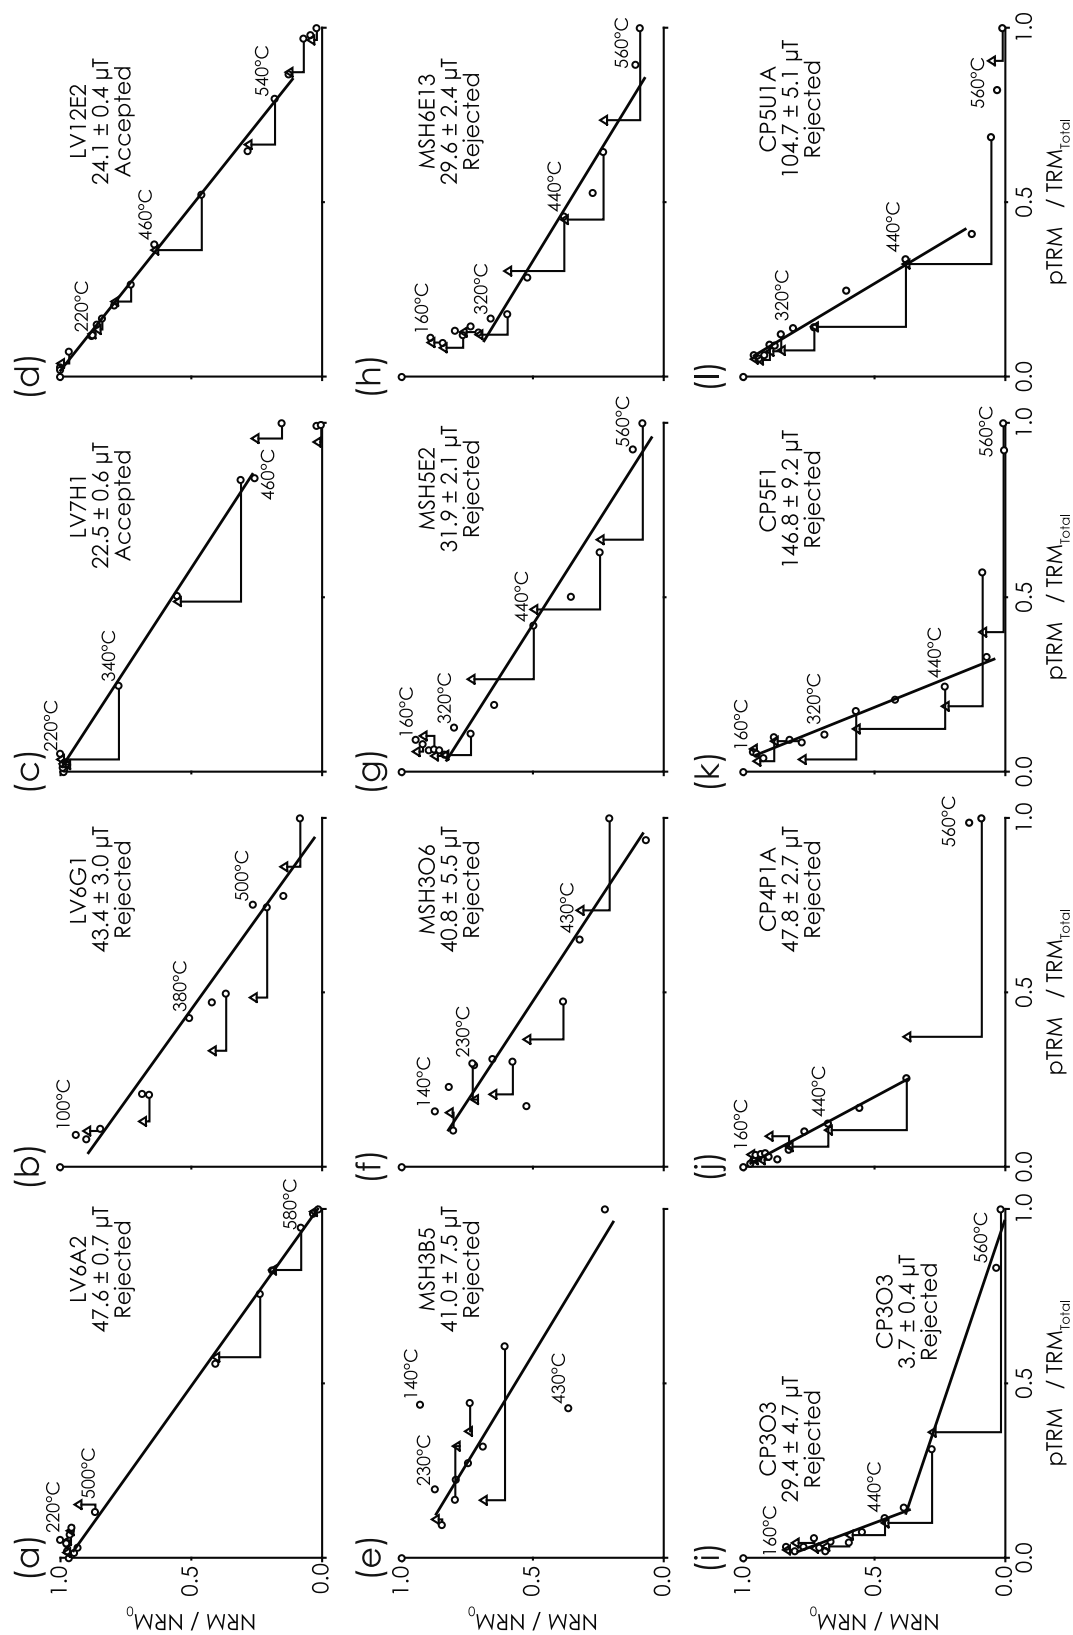 (a)
LV6A2
47.6 ± 0.7 µT
Rejected
220°C
500°C
580°C
1.0
0.5
0.0
NRM / NRM0
(b)
LV6G1
43.4 ± 3.0 µT
Rejected
100°C
380°C
500°C
(c)
LV7H1
22.5 ± 0.6 µT
Accepted
220°C
340°C
460°C
(d)
LV12E2
24.1 ± 0.4 µT
Accepted
220°C
460°C
540°C
(e)
MSH3B5
41.0 ± 7.5 µT
Rejected
140°C
230°C
430°C
1.0
0.5
0.0
NRM / NRM0
(f)
MSH3O6
40.8 ± 5.5 µT
Rejected
140°C
230°C
430°C
(g)
MSH5E2
31.9 ± 2.1 µT
Rejected
160°C
320°C
440°C
560°C
(h)
MSH6E13
29.6 ± 2.4 µT
Rejected
160°C
320°C
440°C
560°C
(i)
CP3O3
29.4 ± 4.7 µT
Rejected
CP3O3
3.7 ± 0.4 µT
Rejected
160°C
440°C
560°C
1.0
0.5
0.0
NRM / NRM0
0.0
0.5
1.0
pTRM / TRMTotal
(j)
CP4P1A
47.8 ± 2.7 µT
Rejected
160°C
440°C
560°C
0.0
0.5
1.0
pTRM / TRMTotal
(k)
CP5F1
146.8 ± 9.2 µT
Rejected
160°C
320°C
440°C
560°C
0.0
0.5
1.0
pTRM / TRMTotal
(l)
CP5U1A
104.7 ± 5.1 µT
Rejected
320°C
440°C
560°C
0.0
0.5
1.0
pTRM / TRMTotal